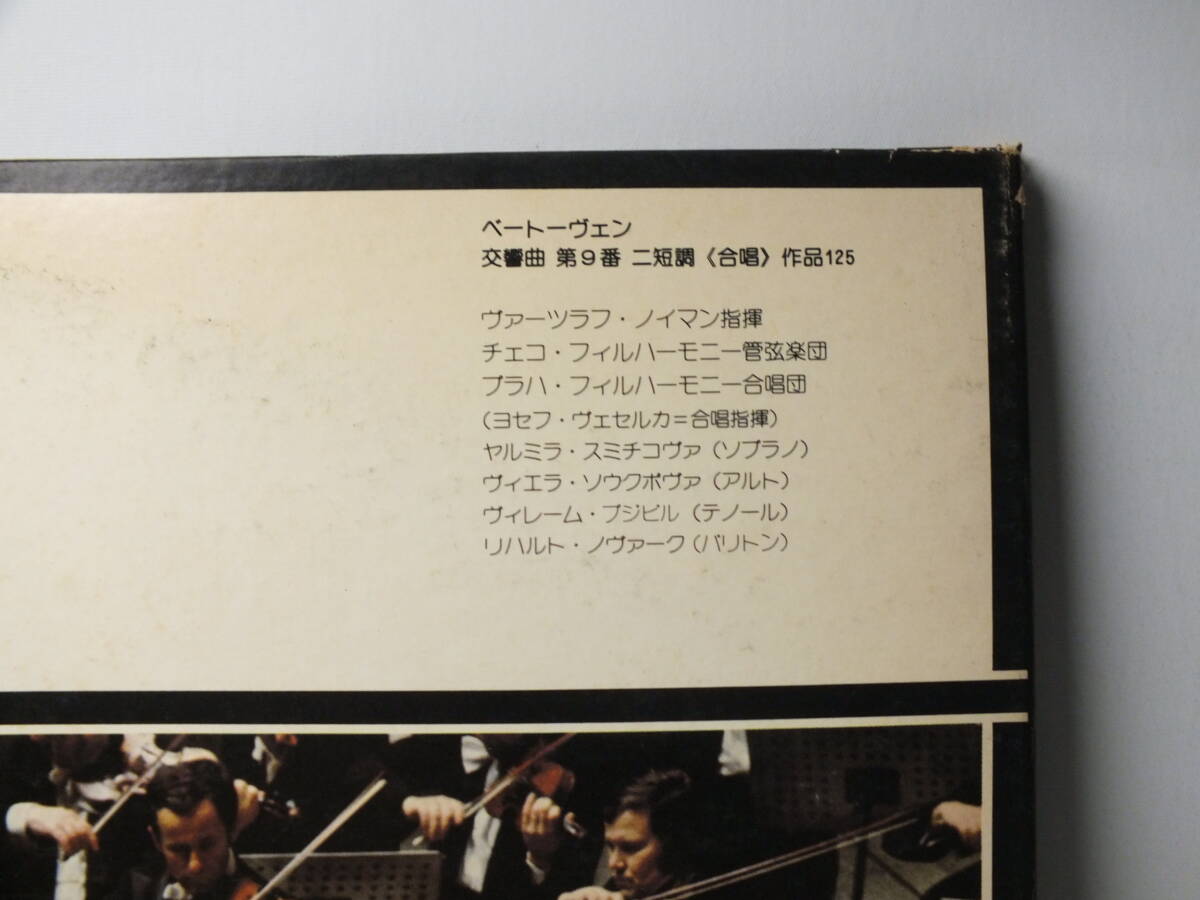 ベートーヴェン
交響曲 第9番 ニ短調《合唱》作品125
ヴァーツラフ・ノイマン指揮
チェコ・フィルハーモニー管弦楽団
プラハ・フィルハーモニー合唱団
(ヨセフ・ヴェセルカ=合唱指揮)
ヤルミラ・スミチコヴァ(ソプラノ)
ヴィエラ・ソウクポヴァ(アルト)
ヴィレーム・プジビル(テノール)
リハルト・ノヴァーク(バリトン)